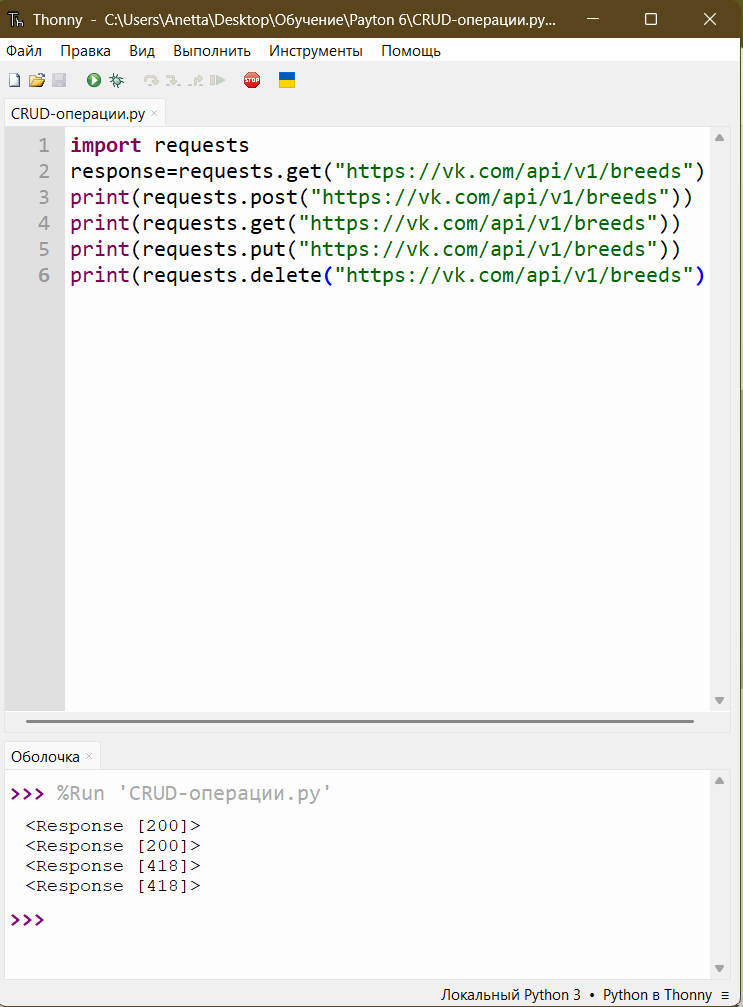 Thonny - C:\Users\Anetta\Desktop\Обучение\Payton 6\CRUD-операции.py...
Файл Правка Вид Выполнить Инструменты Помощь
STOP
CRUD-операции.py ×
1 import requests
2 response=requests.get("https://vk.com/api/v1/breeds")
3 print(requests.post("https://vk.com/api/v1/breeds"))
4 print(requests.get("https://vk.com/api/v1/breeds"))
5 print(requests.put("https://vk.com/api/v1/breeds"))
6 print(requests.delete("https://vk.com/api/v1/breeds")
Оболочка ×
>>> %Run 'CRUD-операции.py'
<Response [200]>
<Response [200]>
<Response [418]>
<Response [418]>
>>>
Локальный Python 3 • Python в Thonny ≡